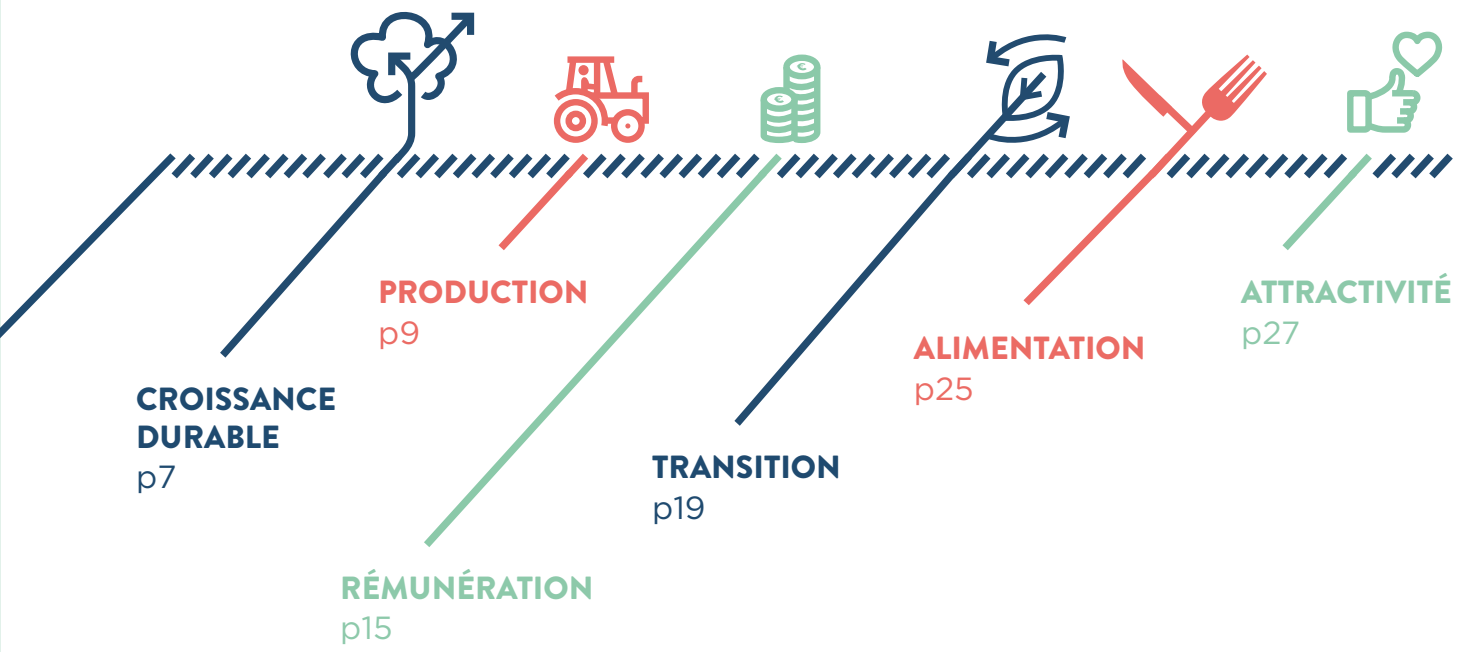 CROISSANCE
DURABLE
p7
PRODUCTION
p9
RÉMUNÉRATION
p15
TRANSITION
p19
ALIMENTATION
p25
ATTRACTIVITÉ
p27
€
€